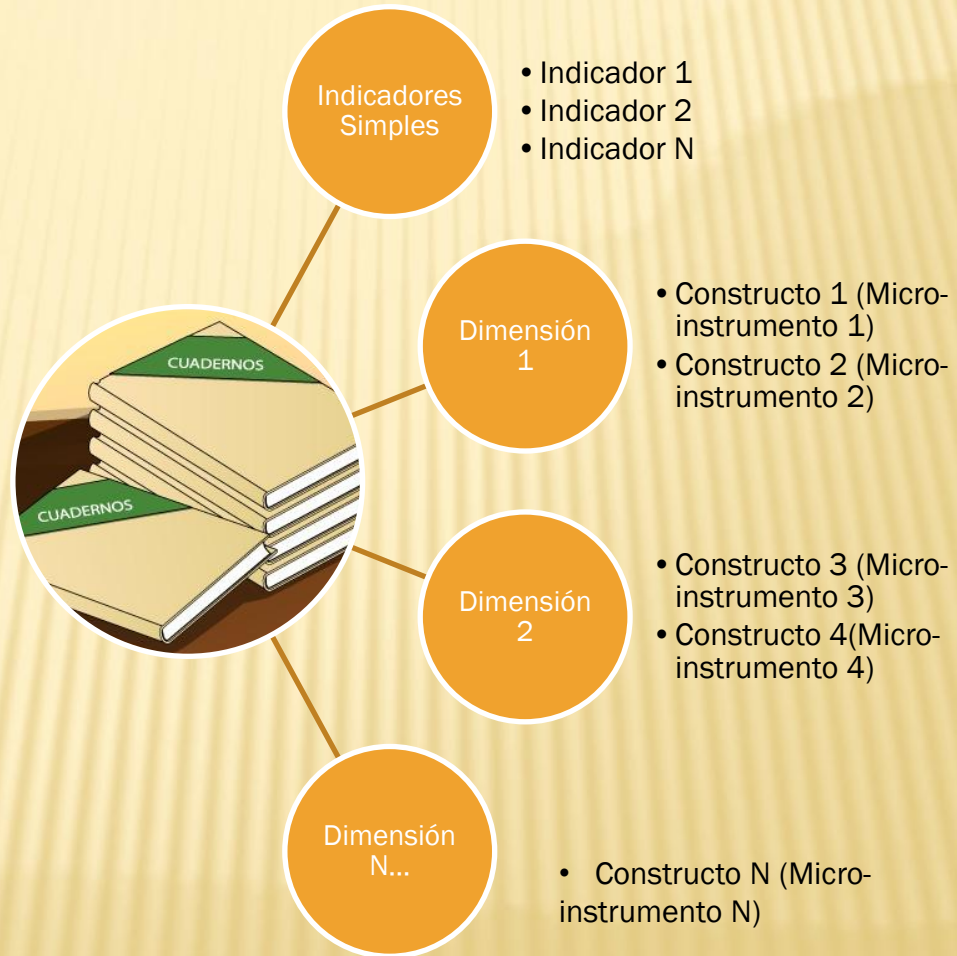 Indicadores
Simples
• Indicador 1
• Indicador 2
• Indicador N
Dimensión
1
• Constructo 1 (Micro-
instrumento 1)
• Constructo 2 (Micro-
instrumento 2)
CUADERNOS
CUADERNOS
Dimensión
2
• Constructo 3 (Micro-
instrumento 3)
• Constructo 4(Micro-
instrumento 4)
Dimensión
N...
• Constructo N (Micro-
instrumento N)